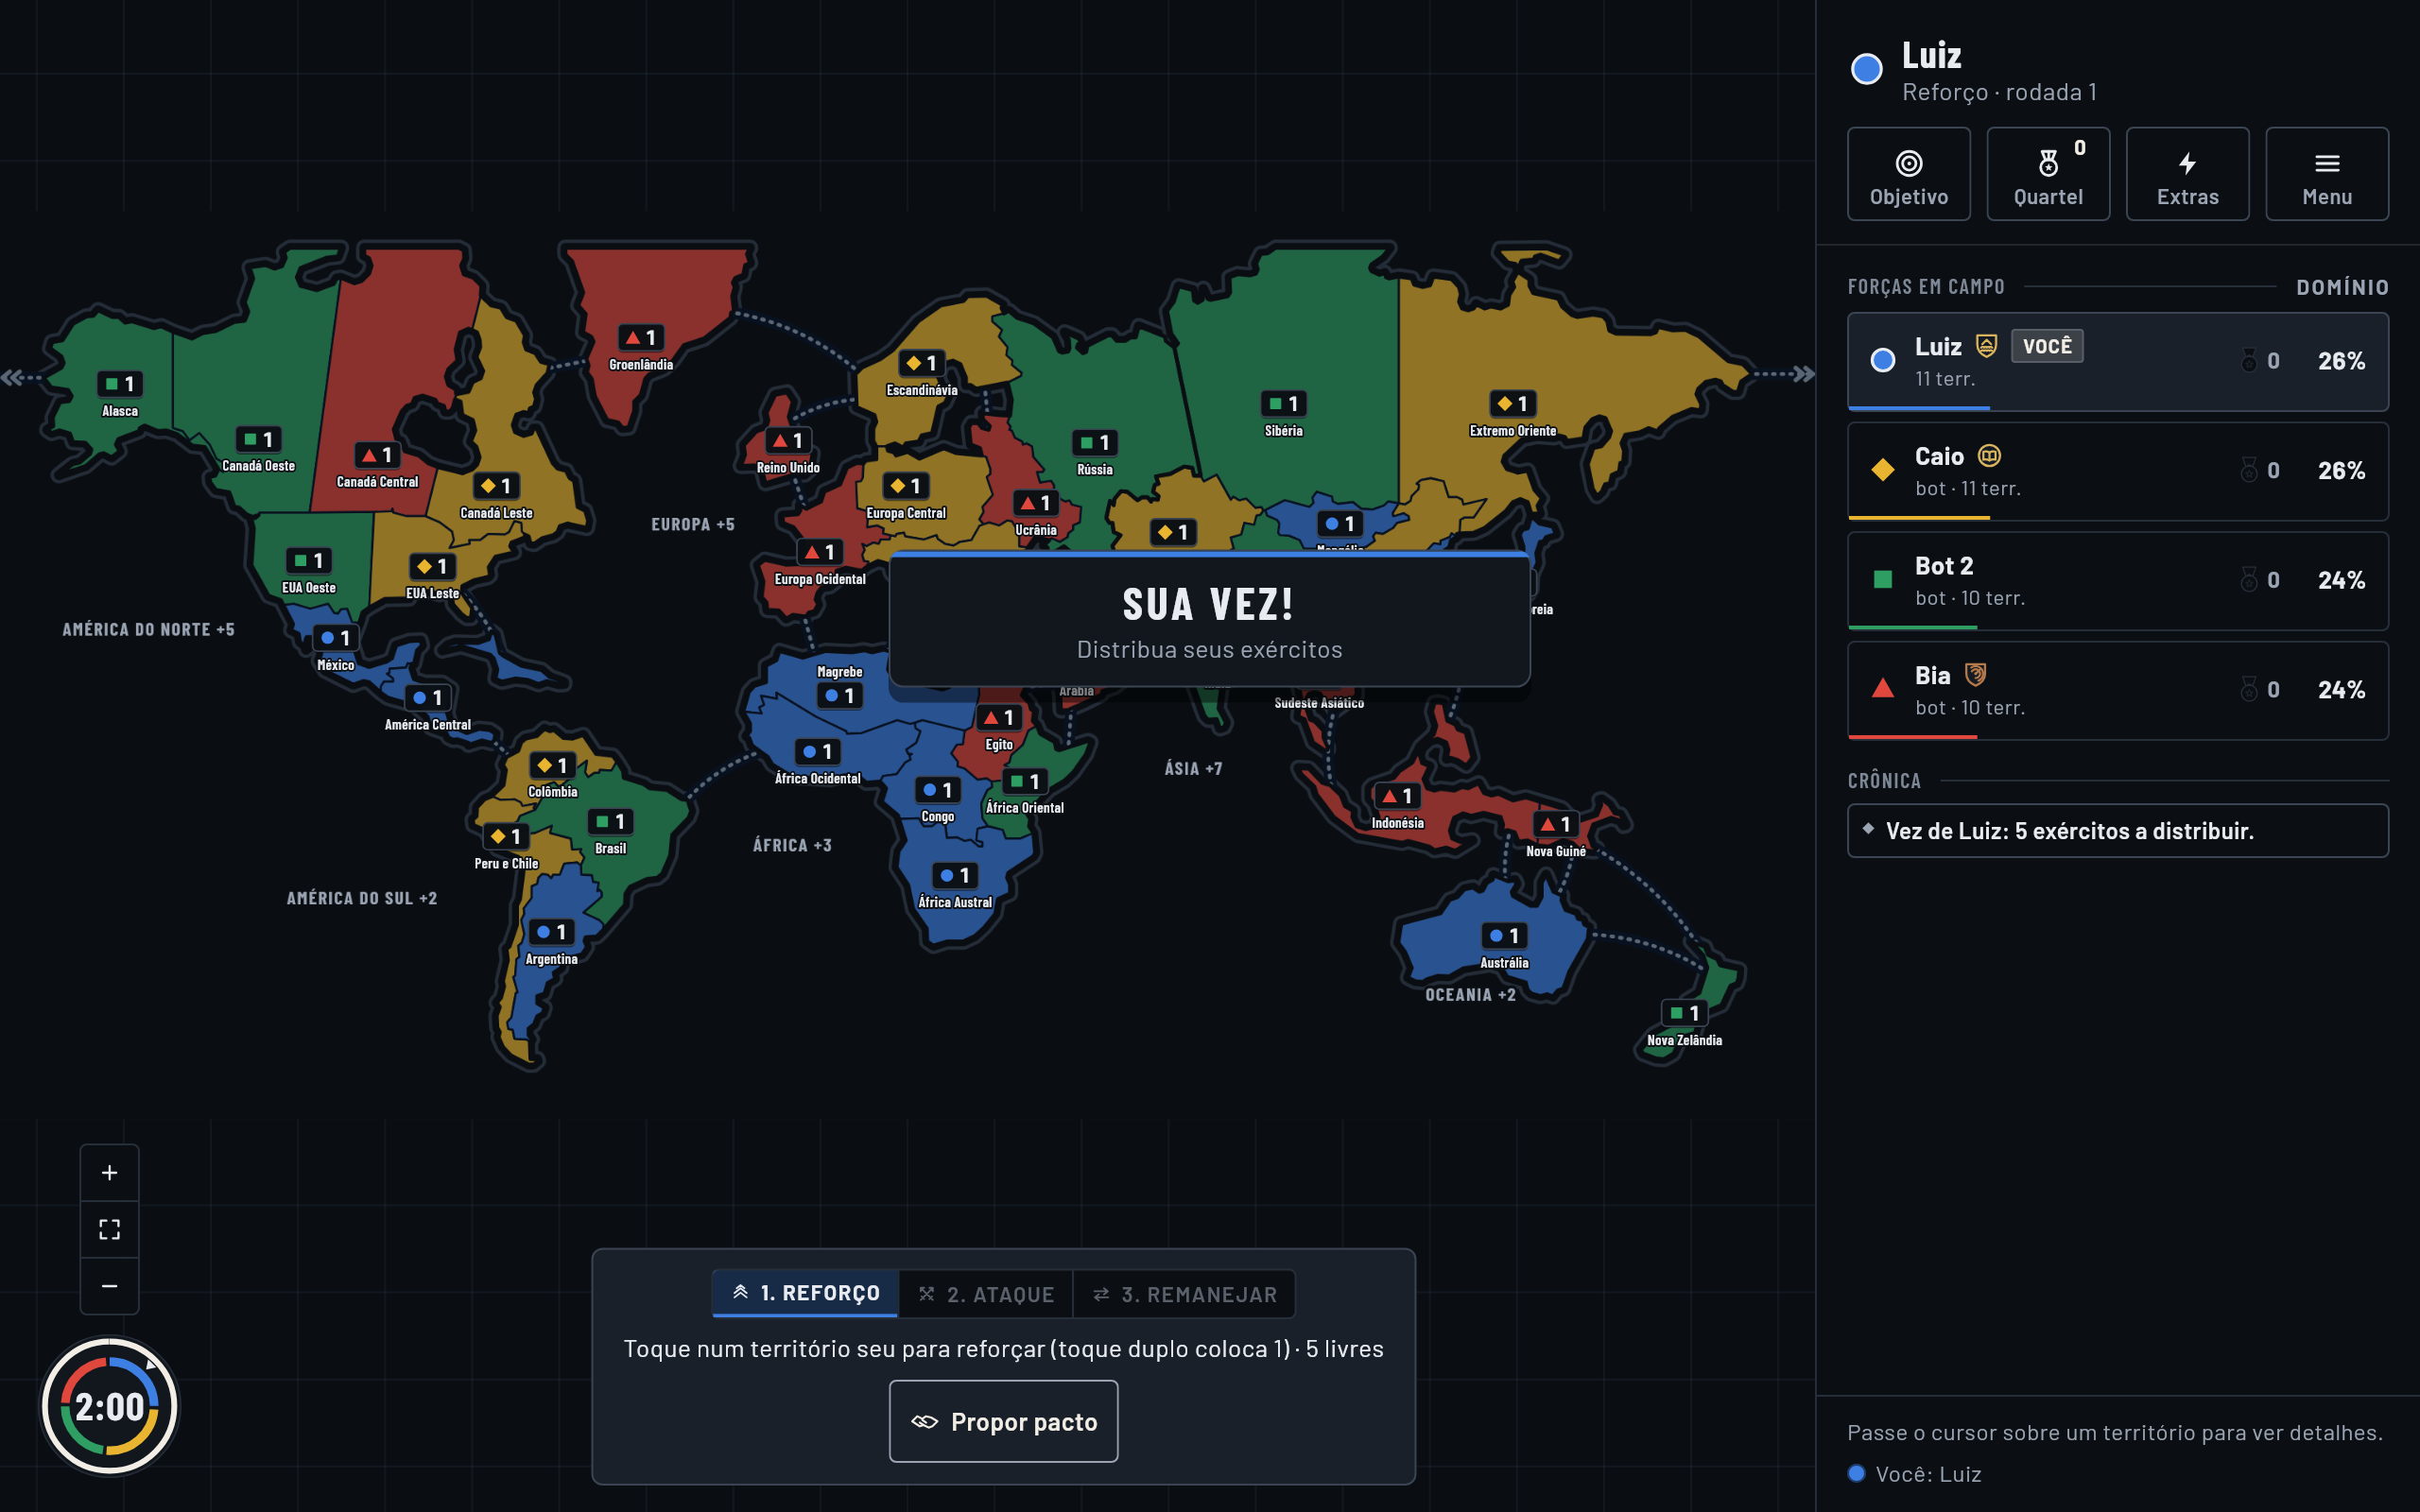 Luiz
Reforço · rodada 1
Objetivo
0
Quartel
Extras
Menu
FORÇAS EM CAMPO
DOMÍNIO
Luiz VOCÊ
11 terr.
0 26%
Caio
bot · 11 terr.
0 26%
Bot 2
bot · 10 terr.
0 24%
Bia
bot · 10 terr.
0 24%
CRÔNICA
Vez de Luiz: 5 exércitos a distribuir.
1
Alasca
1
Canadá Oeste
1
Canadá Central
1
Canadá Leste
1
Groenlândia
1
EUA Oeste
1
EUA Leste
1
México
1
América Central
AMÉRICA DO NORTE +5
1
Colômbia
1
Peru e Chile
1
Brasil
1
Argentina
AMÉRICA DO SUL +2
1
Escandinávia
1
Reino Unido
1
Europa Central
1
Ucrânia
1
Europa Ocidental
EUROPA +5
1
Rússia
1
Sibéria
1
Extremo Oriente
1
1
SUA VEZ!
Distribua seus exércitos
Arábia
Sudeste Asiático
ÁSIA +7
Magrebe
1
1
África Ocidental
1
Egito
1
Congo
1
África Oriental
1
África Austral
ÁFRICA +3
1
Indonésia
1
Nova Guiné
1
Austrália
1
Nova Zelândia
OCEANIA +2
+
−
2:00
1. REFORÇO
2. ATAQUE
3. REMANEJAR
Toque num território seu para reforçar (toque duplo coloca 1) · 5 livres
Propor pacto
Passe o cursor sobre um território para ver detalhes.
Você: Luiz